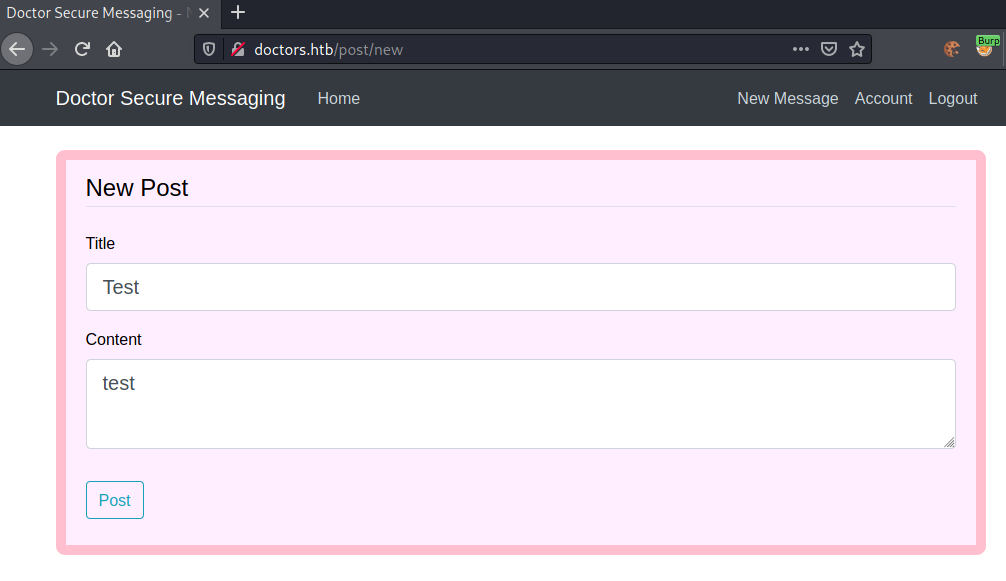 Doctor Secure Messaging -
doctors.htb/post/new
Burp
Doctor Secure Messaging Home New Message Account Logout
New Post
Title
Test
Content
test
Post